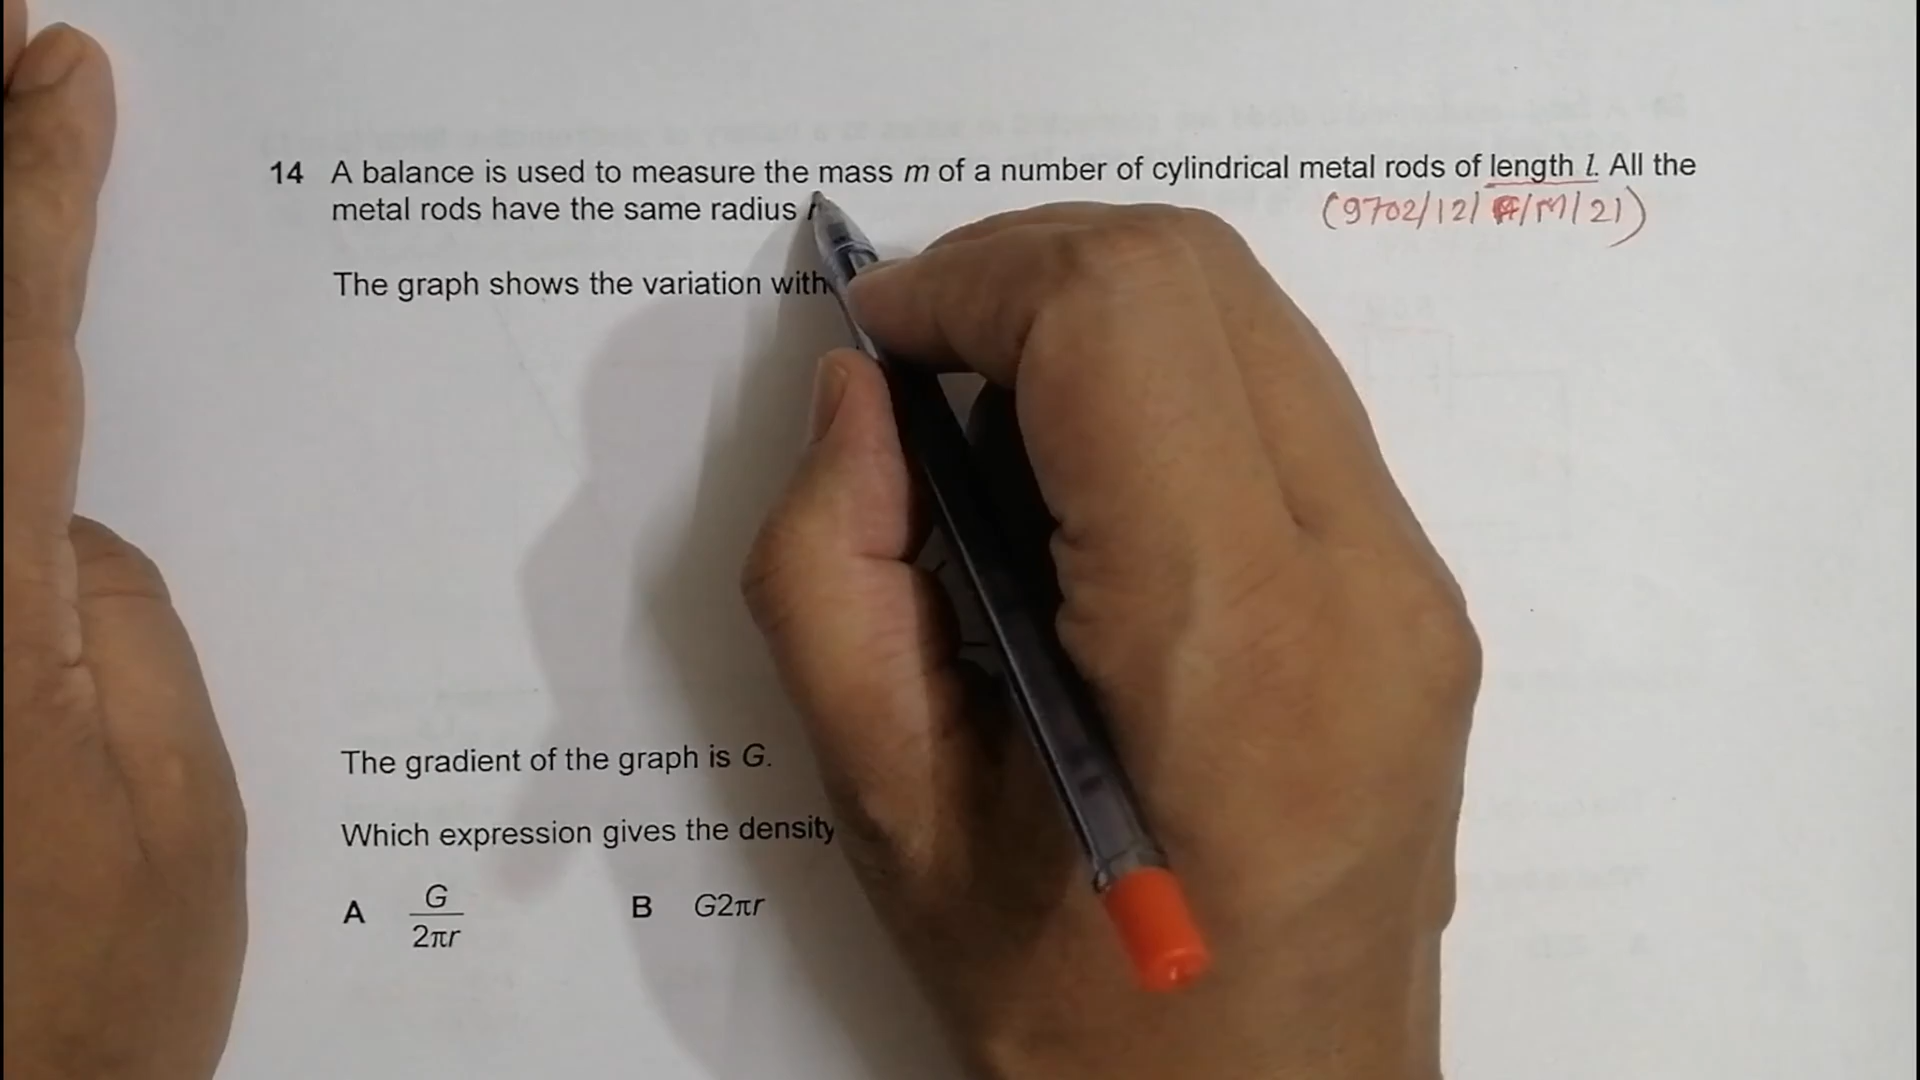 14 A balance is used to measure the mass m of a number of cylindrical metal rods of length l. All the
metal rods have the same radius r
(9702/12/ /M/21)
The graph shows the variation with
The gradient of the graph is G.
Which expression gives the density
A G/2πr B G2πr